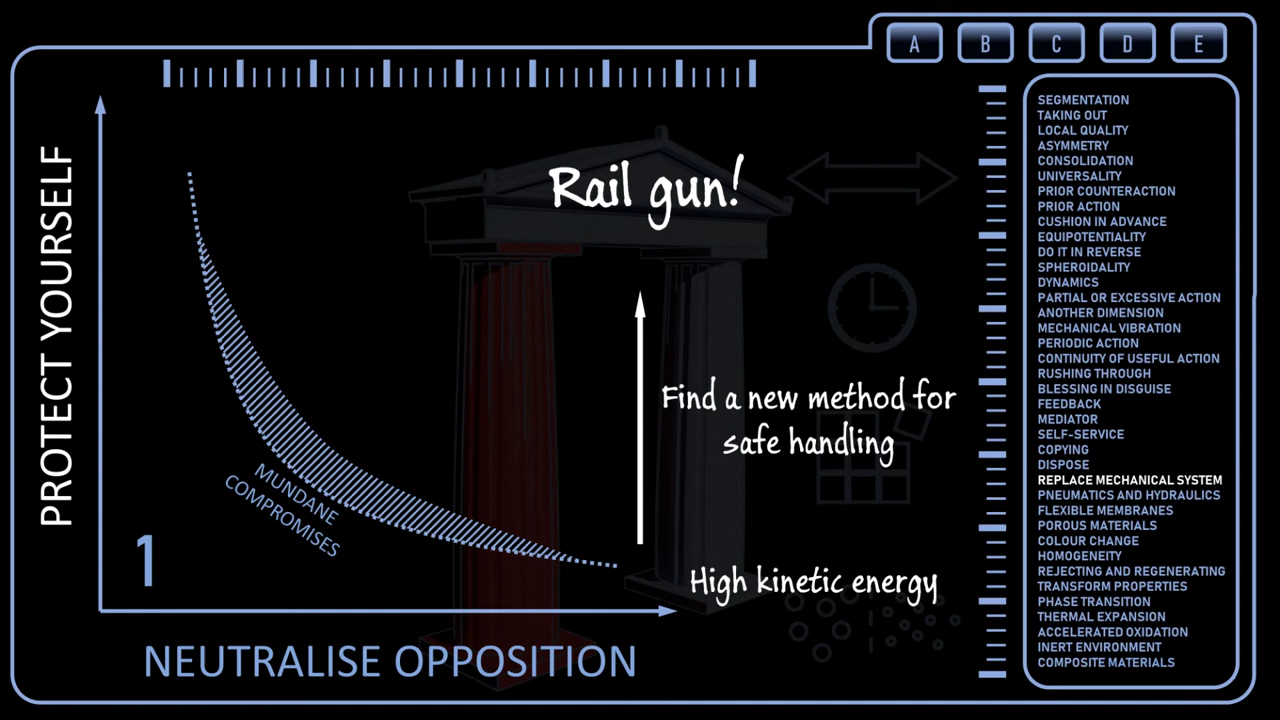 A B C D E
PROTECT YOURSELF
Rail gun!
Find a new method for
safe handling
High kinetic energy
MUNDANE
COMPROMISES
1
NEUTRALISE OPPOSITION
SEGMENTATION
TAKING OUT
LOCAL QUALITY
ASYMMETRY
CONSOLIDATION
UNIVERSALITY
PRIOR COUNTERACTION
PRIOR ACTION
CUSHION IN ADVANCE
EQUIPOTENTIALITY
DO IT IN REVERSE
SPHEROIDALITY
DYNAMICS
PARTIAL OR EXCESSIVE ACTION
ANOTHER DIMENSION
MECHANICAL VIBRATION
PERIODIC ACTION
CONTINUITY OF USEFUL ACTION
RUSHING THROUGH
BLESSING IN DISGUISE
FEEDBACK
MEDIATOR
SELF-SERVICE
COPYING
DISPOSE
REPLACE MECHANICAL SYSTEM
PNEUMATICS AND HYDRAULICS
FLEXIBLE MEMBRANES
POROUS MATERIALS
COLOUR CHANGE
HOMOGENEITY
REJECTING AND REGENERATING
TRANSFORM PROPERTIES
PHASE TRANSITION
THERMAL EXPANSION
ACCELERATED OXIDATION
INERT ENVIRONMENT
COMPOSITE MATERIALS